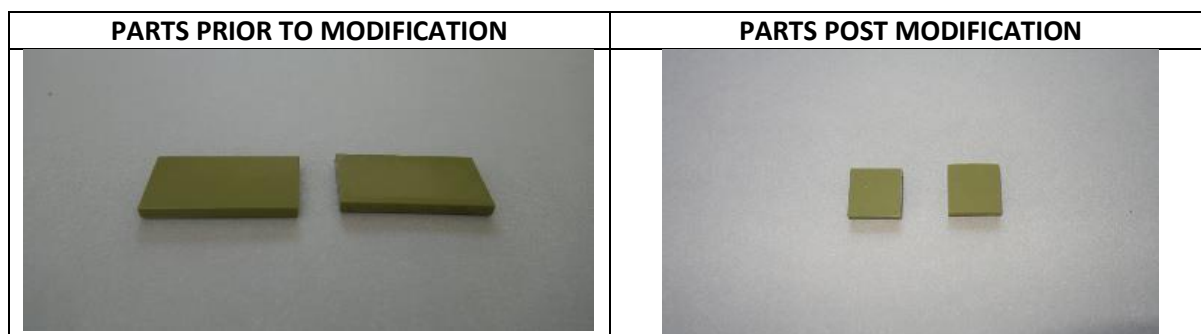 PARTS PRIOR TO MODIFICATION
PARTS POST MODIFICATION